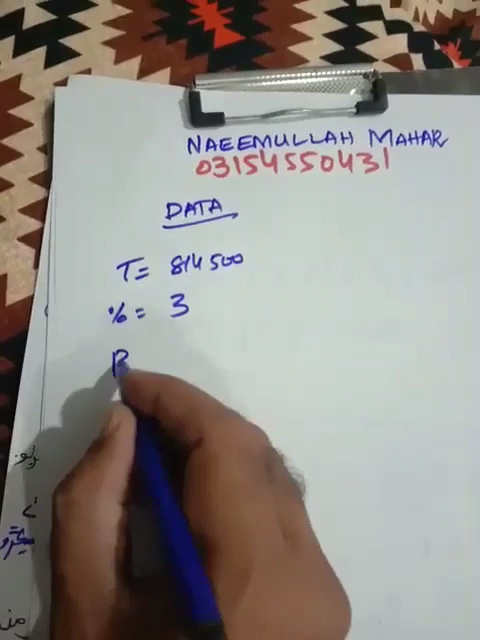 NAEEMULLAH MAHAR
03154550431
DATA
T= 814500
%= 3
P